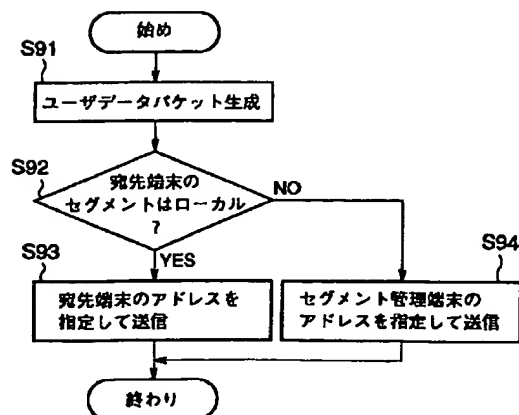 始め
S91
ユーザデータパケット生成
S92
宛先端末の
セグメントはローカル
?
NO
YES
S93
宛先端末のアドレスを
指定して送信
S94
セグメント管理端末の
アドレスを指定して送信
終わり